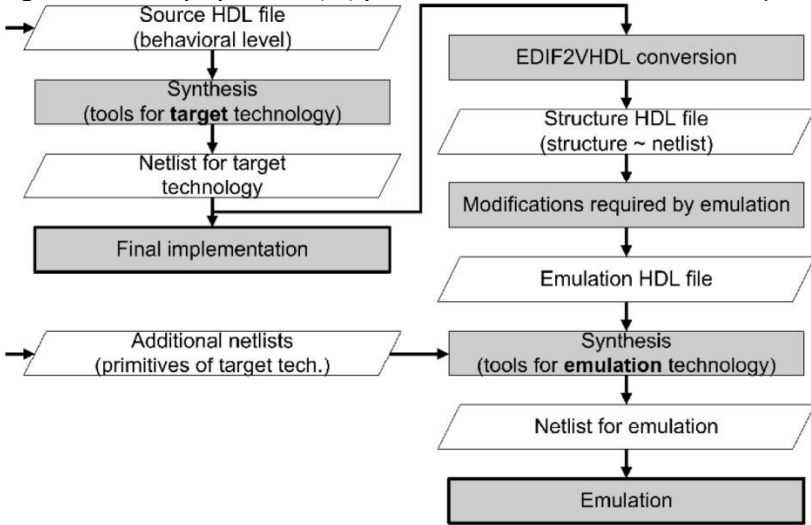 Source HDL file
(behavioral level)
Synthesis
(tools for target technology)
Netlist for target
technology
Final implementation
EDIF2VHDL conversion
Structure HDL file
(structure ~ netlist)
Modifications required by emulation
Emulation HDL file
Additional netlists
(primitives of target tech.)
Synthesis
(tools for emulation technology)
Netlist for emulation
Emulation